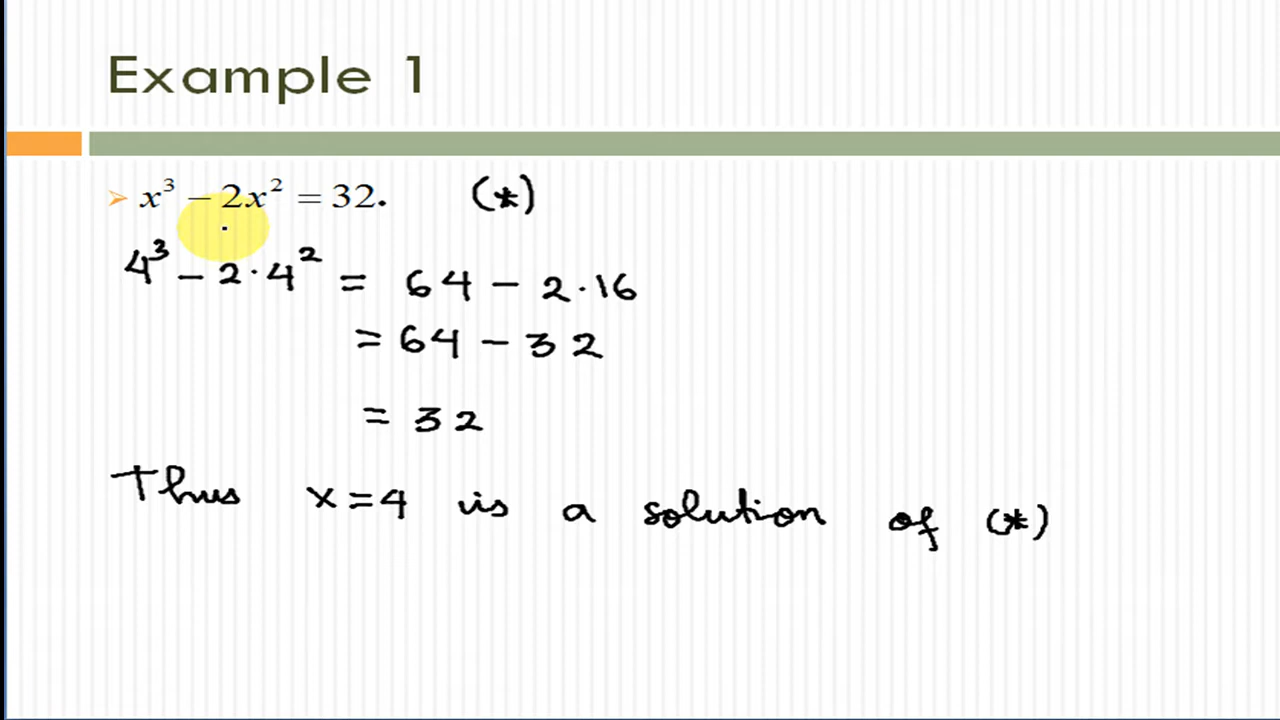 Example 1
x³ − 2x² = 32. (*)
4³ − 2·4² = 64 − 2·16
= 64 − 32
= 32
Thus x=4 is a solution of (*)